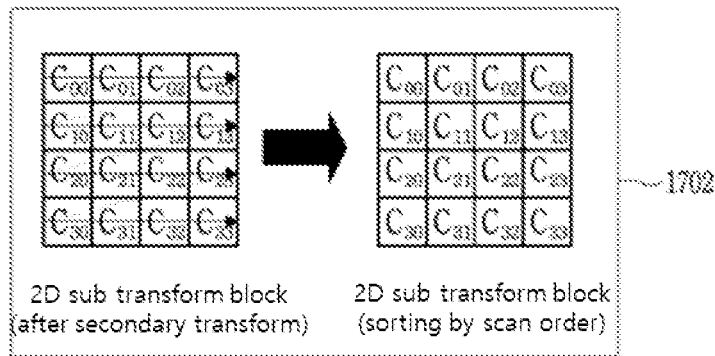 C00 C01 C02 C03 C00 C01 C02 C03
C10 C11 C12 C13 C10 C11 C12 C13
C20 C21 C22 C23 C20 C21 C22 C23
C30 C31 C32 C33 C30 C31 C32 C33
1702
2D sub transform block 2D sub transform block
(after secondary transform) (sorting by scan order)